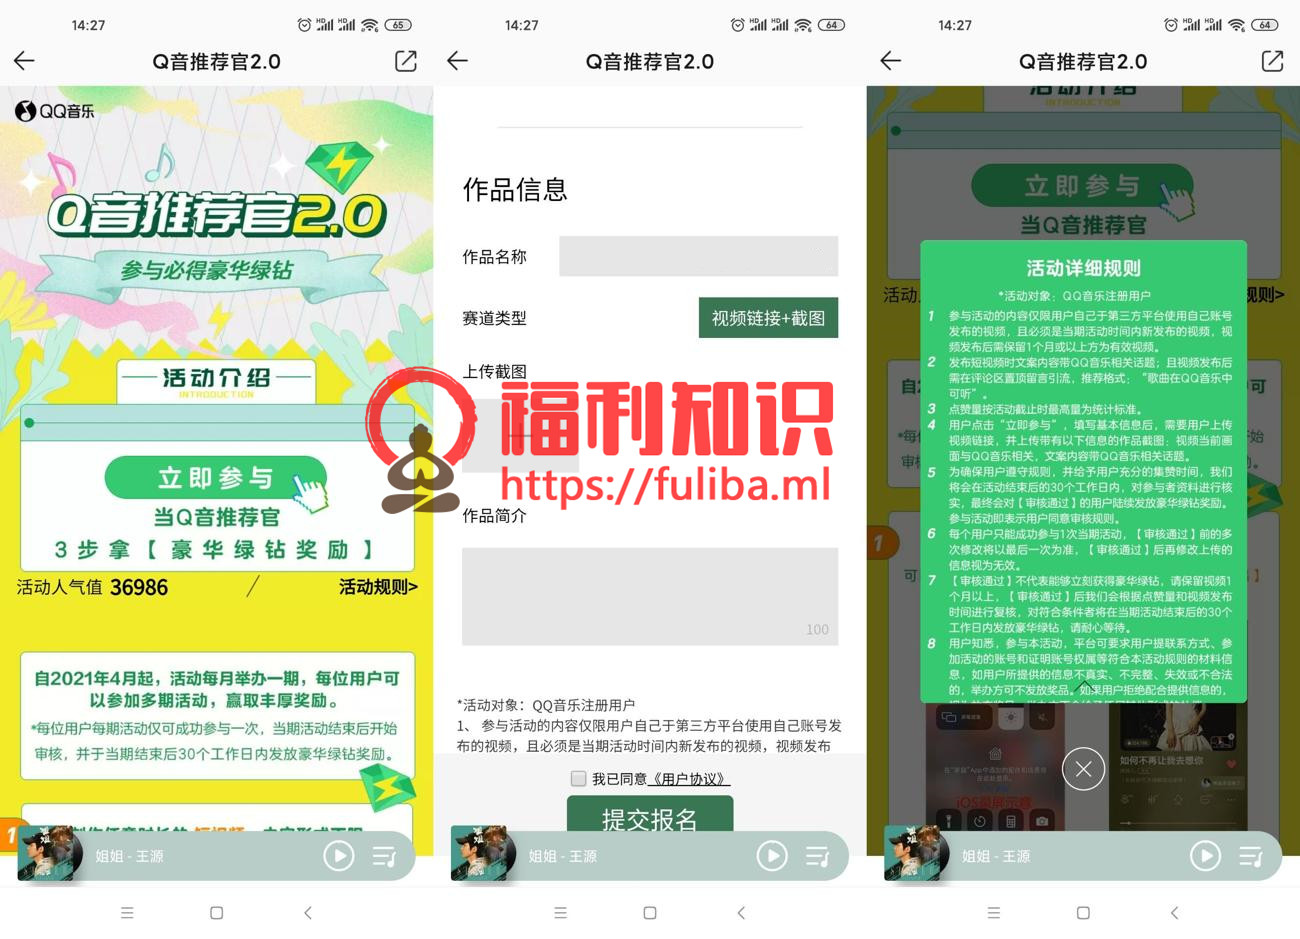 14:27
65
Q音推荐官2.0
QQ音乐
Q音推荐官2.0
参与必得豪华绿钻
活动介绍
INTRODUCTION
立即参与
当Q音推荐官
3步拿【豪华绿钻奖励】
活动人气值 36986
活动规则>
自2021年4月起，活动每月举办一期，每位用户可
以参加多期活动，赢取丰厚奖励。
*每位用户每期活动仅可成功参与一次，当期活动结束后开始
审核，并于当期结束后30个工作日内发放豪华绿钻奖励。
1
姐姐 - 王源
14:27
64
Q音推荐官2.0
作品信息
作品名称
赛道类型
视频链接+截图
上传截图
作品简介
100
*活动对象：QQ音乐注册用户
1、 参与活动的内容仅限用户自己于第三方平台使用自己账号发
布的视频，且必须是当期活动时间内新发布的视频，视频发布
我已同意《用户协议》
提交报名
姐姐 - 王源
福利知识
https://fuliba.ml
14:27
64
Q音推荐官2.0
活动介绍
INTRODUCTION
立即参与
当Q音推荐官
活动详细规则
*活动对象：QQ音乐注册用户
1 参与活动的内容仅限用户自己于第三方平台使用自己账号
发布的视频，且必须是当期活动时间内新发布的视频，视
频发布后需保留1个月或以上方为有效视频。
2 发布短视频时文案内容带QQ音乐相关话题；且视频发布后
需在评论区置顶留言引流，推荐格式：“歌曲在QQ音乐中
可听”。
3 点赞量按活动截止时最高量为统计标准。
4 用户点击“立即参与”，填写基本信息后，需要用户上传
视频链接，并上传带有以下信息的作品截图：视频当前画
面与QQ音乐相关，文案内容带QQ音乐相关话题。
5 为确保用户遵守规则，并给予用户充分的集赞时间，我们
将会在活动结束后的30个工作日内，对参与者资料进行核
实，最终会对【审核通过】的用户陆续发放豪华绿钻奖励。
参与活动即表示用户同意审核规则。
6 每个用户只能成功参与1次当期活动，【审核通过】前的多
次修改将以最后一次为准，【审核通过】后再修改上传的
信息视为无效。
7 【审核通过】不代表能够立刻获得豪华绿钻，请保留视频1
个月以上，【审核通过】后我们会根据点赞量和视频发布
时间进行复核，对符合条件者将在当期活动结束后的30个
工作日内发放豪华绿钻，请耐心等待。
8 用户知悉，参与本活动，平台可要求用户提联系方式、参
加活动的账号和证明账号权属等符合本活动规则的材料信
息，如用户所提供的信息不真实、不完整、失效或不合法
的，举办方可不发放奖品。如果用户拒绝配合提供信息的，
规则>
1
iOS录屏示意
如何不再让我去想你
姐姐 - 王源